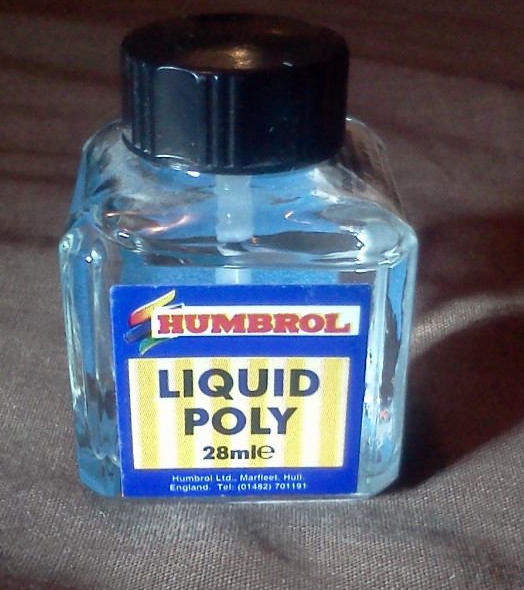 HUMBROL
LIQUID
POLY
28ml℮
Humbrol Ltd., Marfleet, Hull.
England. Tel: (01482) 701191